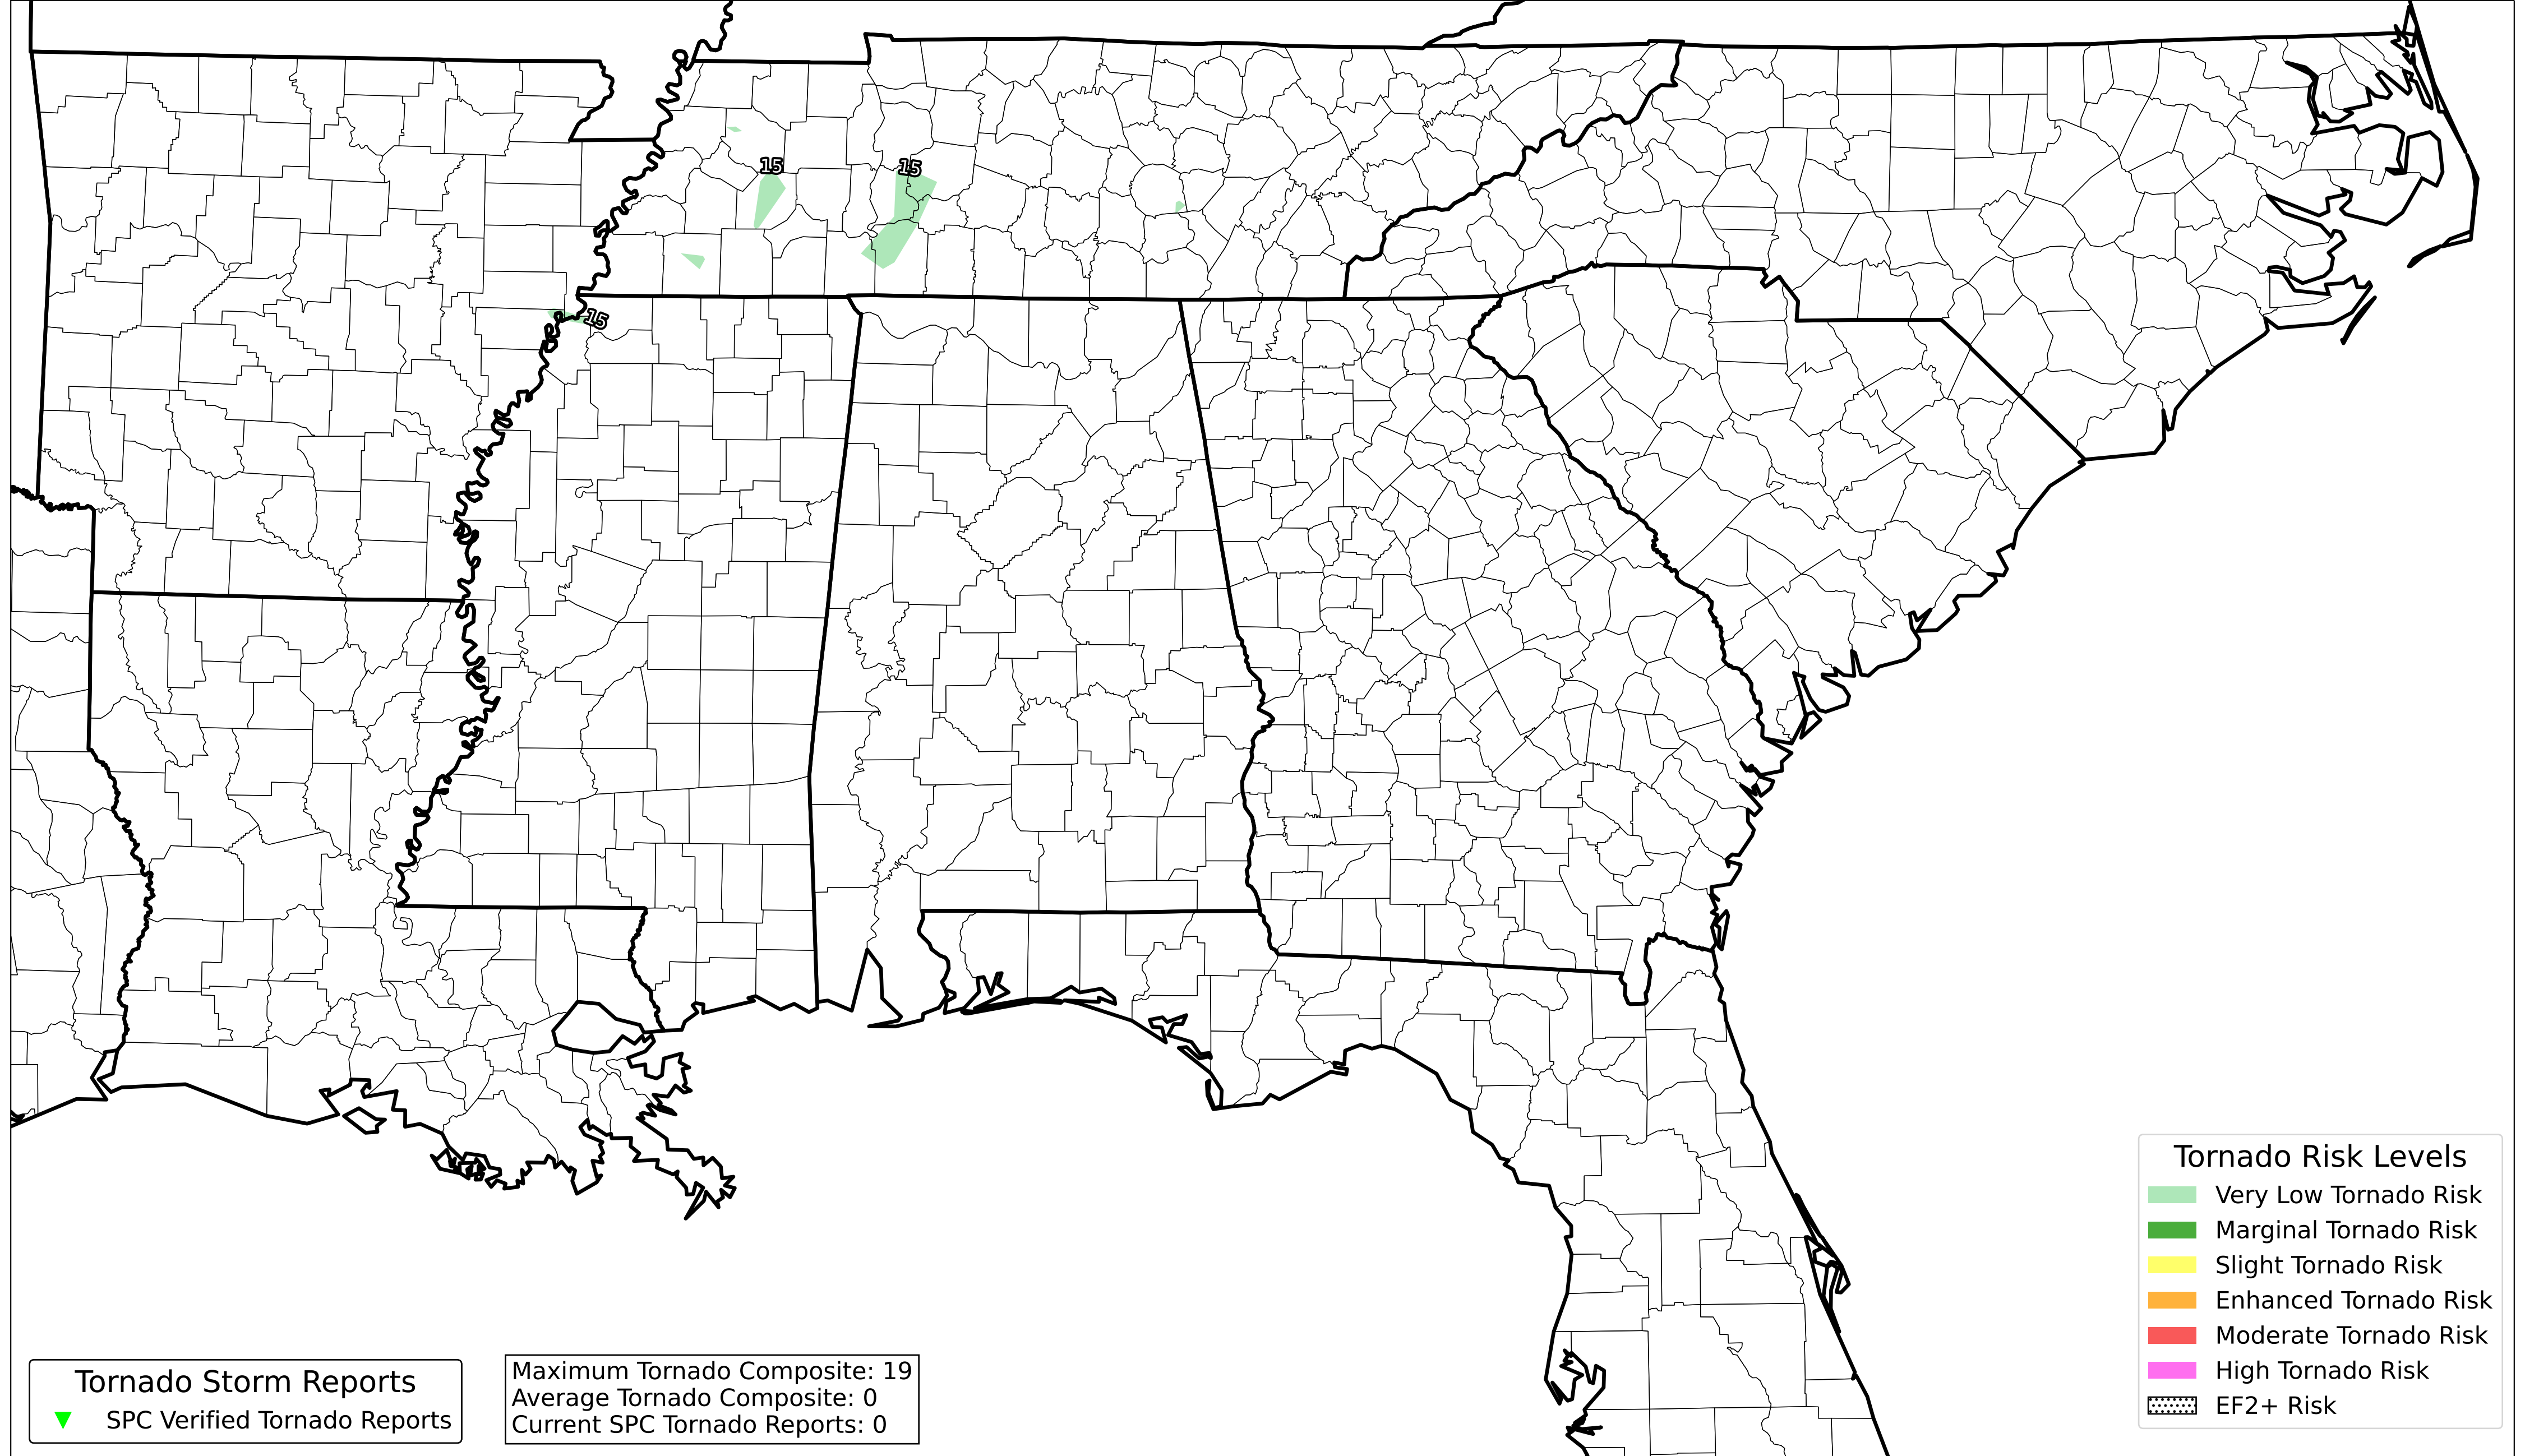 15
15
15
Tornado Risk Levels
Very Low Tornado Risk
Marginal Tornado Risk
Slight Tornado Risk
Enhanced Tornado Risk
Moderate Tornado Risk
High Tornado Risk
EF2+ Risk
Tornado Storm Reports
SPC Verified Tornado Reports
Maximum Tornado Composite: 19
Average Tornado Composite: 0
Current SPC Tornado Reports: 0